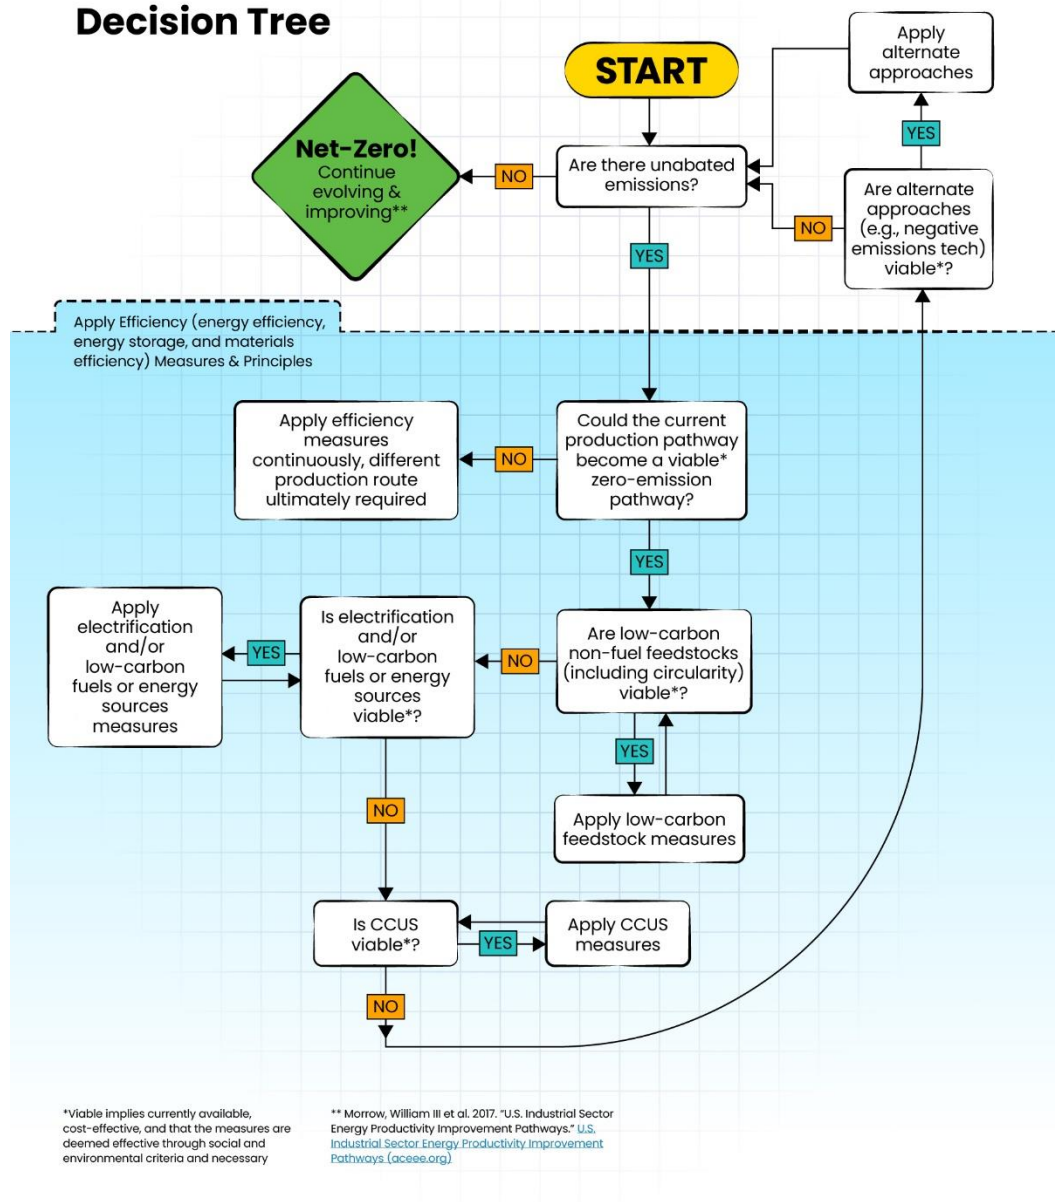 Decision Tree
START
Apply
alternate
approaches
YES
Net-Zero!
Continue
evolving &
improving**
NO
Are there unabated
emissions?
Are alternate
approaches
(e.g., negative
emissions tech)
viable*?
NO
YES
Apply Efficiency (energy efficiency,
energy storage, and materials
efficiency) Measures & Principles
Apply efficiency
measures
continuously, different
production route
ultimately required
NO
Could the current
production pathway
become a viable*
zero-emission
pathway?
YES
Apply
electrification
and/or
low-carbon
fuels or energy
sources
measures
YES
Is electrification
and/or
low-carbon
fuels or energy
sources
viable*?
NO
Are low-carbon
non-fuel feedstocks
(including circularity)
viable*?
YES
NO
Apply low-carbon
feedstock measures
Is CCUS
viable*?
YES
Apply CCUS
measures
NO
*Viable implies currently available,
cost-effective, and that the measures are
deemed effective through social and
environmental criteria and necessary
** Morrow, William III et al. 2017. "U.S. Industrial Sector
Energy Productivity Improvement Pathways." U.S.
Industrial Sector Energy Productivity Improvement
Pathways (aceee.org)